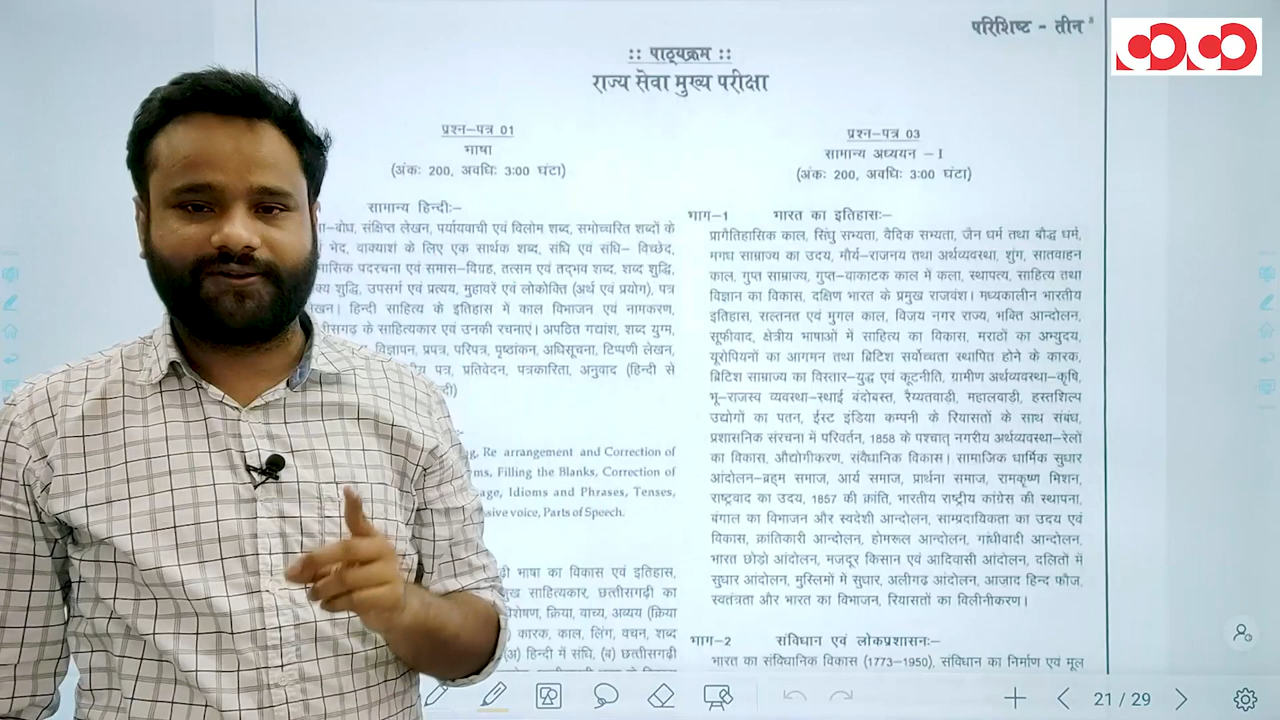 परिशिष्ट - तीन
:: पाठ्यक्रम ::
राज्य सेवा मुख्य परीक्षा
प्रश्न-पत्र 01
भाषा
(अंकः 200, अवधिः 3:00 घंटा)
सामान्य हिन्दीः-
-बोध, संक्षिप्त लेखन, पर्यायवाची एवं विलोम शब्द, समोच्चरित शब्दों के
भेद, वाक्याशं के लिए एक सार्थक शब्द, संधि एवं संधि- विच्छेद,
मासिक पदरचना एवं समास-विग्रह, तत्सम एवं तद्भव शब्द, शब्द शुद्धि,
शुद्धि, उपसर्ग एवं प्रत्यय, मुहावरें एवं लोकोक्ति (अर्थ एवं प्रयोग), पत्र
लेखन। हिन्दी साहित्य के इतिहास में काल विभाजन एवं नामकरण,
के साहित्यकार एवं उनकी रचनाएं। अपठित गद्यांश, शब्द युग्म,
विज्ञापन, प्रपत्र, परिपत्र, पृष्ठांकन, अधिसूचना, टिप्पणी लेखन,
पत्र, प्रतिवेदन, पत्रकारिता, अनुवाद (हिन्दी से
Re arrangement and Correction of
Filling the Blanks, Correction of
Idioms and Phrases, Tenses,
voice, Parts of Speech.
भाषा का विकास एवं इतिहास,
साहित्यकार, छत्तीसगढ़ी का
क्रिया, वाच्य, अव्यय (क्रिया
कारक, काल, लिंग, वचन, शब्द
(अ) हिन्दी में संधि, (ब) छत्तीसगढ़ी
प्रश्न-पत्र 03
सामान्य अध्ययन -I
(अंकः 200, अवधिः 3:00 घंटा)
भाग-1 भारत का इतिहासः-
प्रागैतिहासिक काल, सिंधु सभ्यता, वैदिक सभ्यता, जैन धर्म तथा बौद्ध धर्म,
मगध साम्राज्य का उदय, मौर्य-राजनय तथा अर्थव्यवस्था, शुंग, सातवाहन
काल, गुप्त साम्राज्य, गुप्त-वाकाटक काल में कला, स्थापत्य, साहित्य तथा
विज्ञान का विकास, दक्षिण भारत के प्रमुख राजवंश। मध्यकालीन भारतीय
इतिहास, सल्तनत एवं मुगल काल, विजय नगर राज्य, भक्ति आन्दोलन,
सूफीवाद, क्षेत्रीय भाषाओं में साहित्य का विकास, मराठों का अभ्युदय,
यूरोपियनों का आगमन तथा ब्रिटिश सर्वोच्चता स्थापित होने के कारक,
ब्रिटिश साम्राज्य का विस्तार-युद्ध एवं कूटनीति, ग्रामीण अर्थव्यवस्था-कृषि,
भू-राजस्व व्यवस्था-स्थाई बंदोबस्त, रैय्यतवाड़ी, महालवाड़ी, हस्तशिल्प
उद्योगों का पतन, ईस्ट इंडिया कम्पनी के रियासतों के साथ संबंध,
प्रशासनिक संरचना में परिवर्तन, 1858 के पश्चात् नगरीय अर्थव्यवस्था-रेलों
का विकास, औद्योगीकरण, संवैधानिक विकास। सामाजिक धार्मिक सुधार
आंदोलन-ब्रह्म समाज, आर्य समाज, प्रार्थना समाज, रामकृष्ण मिशन,
राष्ट्रवाद का उदय, 1857 की क्रांति, भारतीय राष्ट्रीय कांग्रेस की स्थापना,
बंगाल का विभाजन और स्वदेशी आन्दोलन, साम्प्रदायिकता का उदय एवं
विकास, क्रांतिकारी आन्दोलन, होमरूल आन्दोलन, गांधीवादी आन्दोलन,
भारत छोड़ो आंदोलन, मजदूर किसान एवं आदिवासी आंदोलन, दलितों में
सुधार आंदोलन, मुस्लिमों में सुधार, अलीगढ़ आंदोलन, आजाद हिन्द फौज,
स्वतंत्रता और भारत का विभाजन, रियासतों का विलीनीकरण।
भाग-2 संविधान एवं लोकप्रशासनः-
भारत का संविधानिक विकास (1773-1950), संविधान का निर्माण एवं मूल
21 / 29